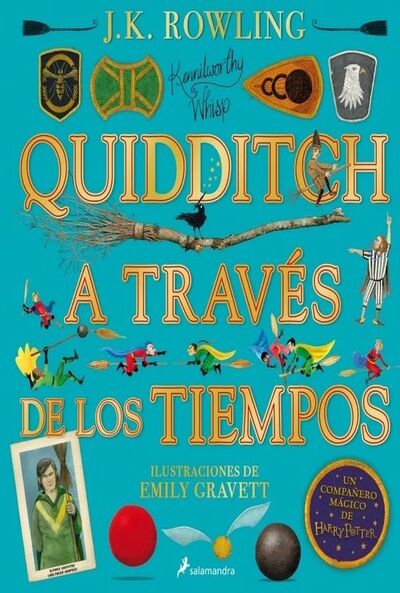 J.K. ROWLING
Kennilworthy
Whisp
QUIDDITCH
A TRAVÉS
DE LOS TIEMPOS
ILUSTRACIONES DE
EMILY GRAVETT
UN
COMPAÑERO
MÁGICO
DE
HARRY POTTER
salamandra